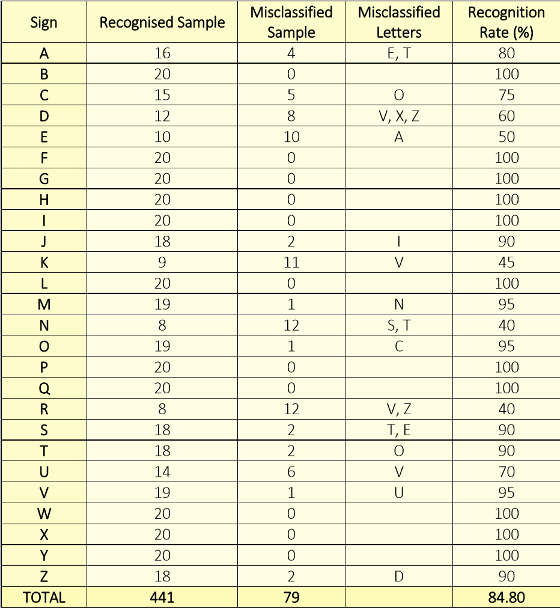 Sign Recognised Sample Misclassified Sample Misclassified Letters Recognition Rate (%)
A 16 4 E, T 80
B 20 0 100
C 15 5 O 75
D 12 8 V, X, Z 60
E 10 10 A 50
F 20 0 100
G 20 0 100
H 20 0 100
I 20 0 100
J 18 2 I 90
K 9 11 V 45
L 20 0 100
M 19 1 N 95
N 8 12 S, T 40
O 19 1 C 95
P 20 0 100
Q 20 0 100
R 8 12 V, Z 40
S 18 2 T, E 90
T 18 2 O 90
U 14 6 V 70
V 19 1 U 95
W 20 0 100
X 20 0 100
Y 20 0 100
Z 18 2 D 90
TOTAL 441 79 84.80